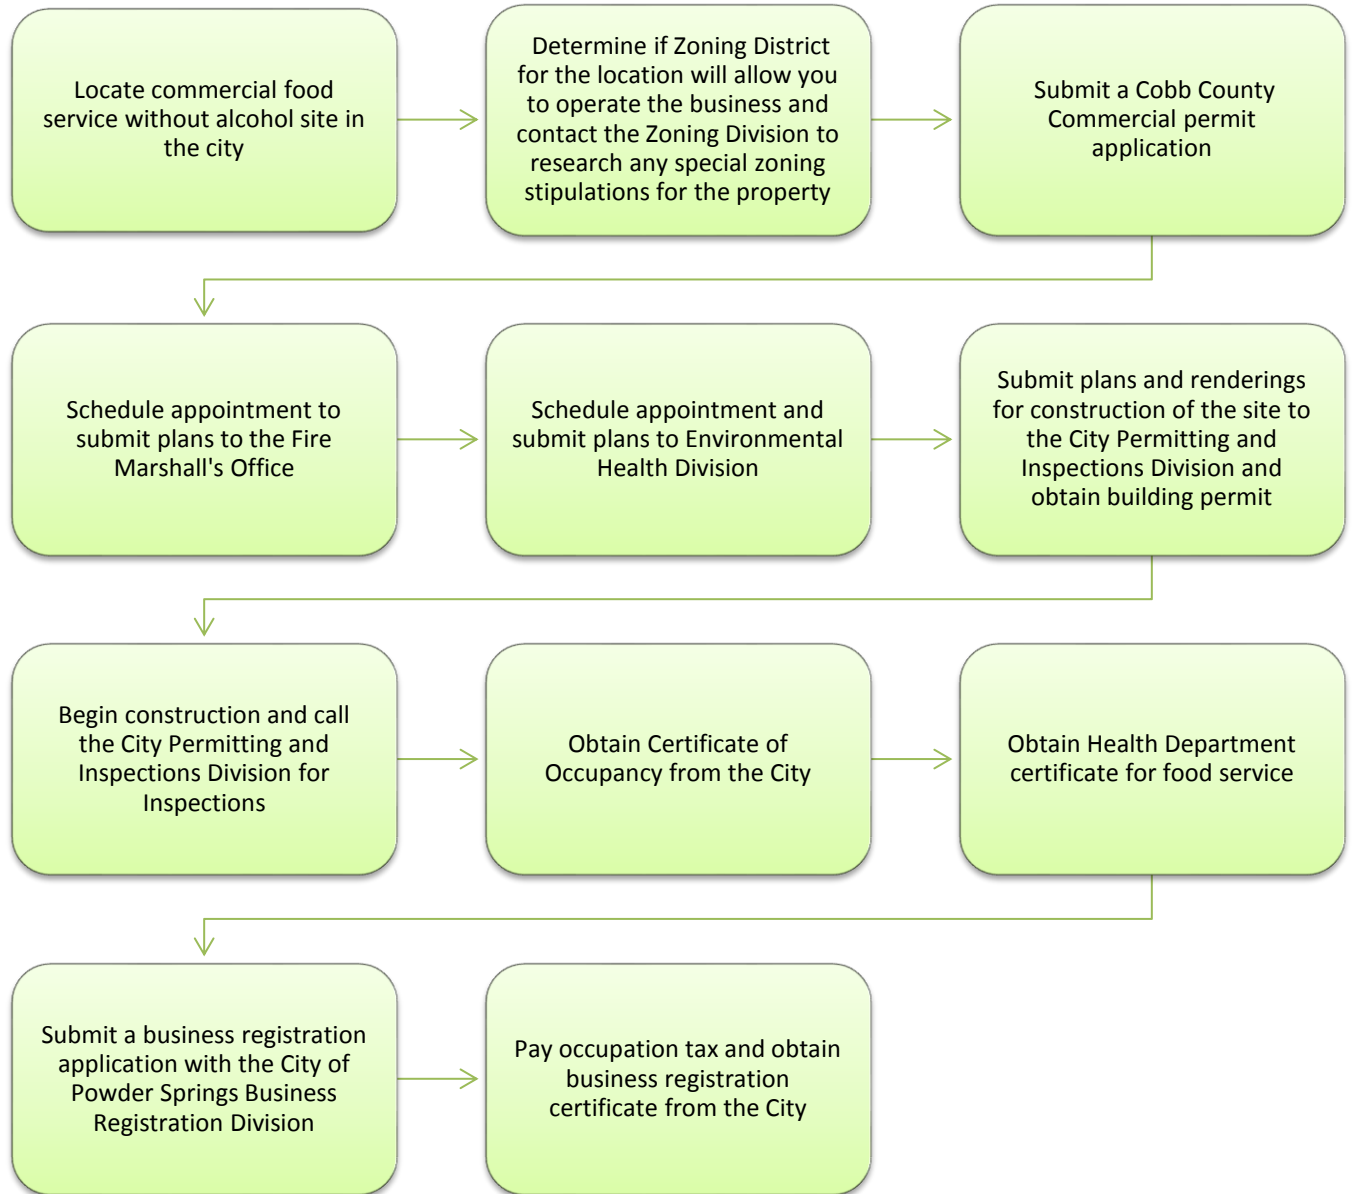 Locate commercial food
service without alcohol site in
the city
Determine if Zoning District
for the location will allow you
to operate the business and
contact the Zoning Division to
research any special zoning
stipulations for the property
Submit a Cobb County
Commercial permit
application
Schedule appointment to
submit plans to the Fire
Marshall's Office
Schedule appointment and
submit plans to Environmental
Health Division
Submit plans and renderings
for construction of the site to
the City Permitting and
Inspections Division and
obtain building permit
Begin construction and call
the City Permitting and
Inspections Division for
Inspections
Obtain Certificate of
Occupancy from the City
Obtain Health Department
certificate for food service
Submit a business registration
application with the City of
Powder Springs Business
Registration Division
Pay occupation tax and obtain
business registration
certificate from the City